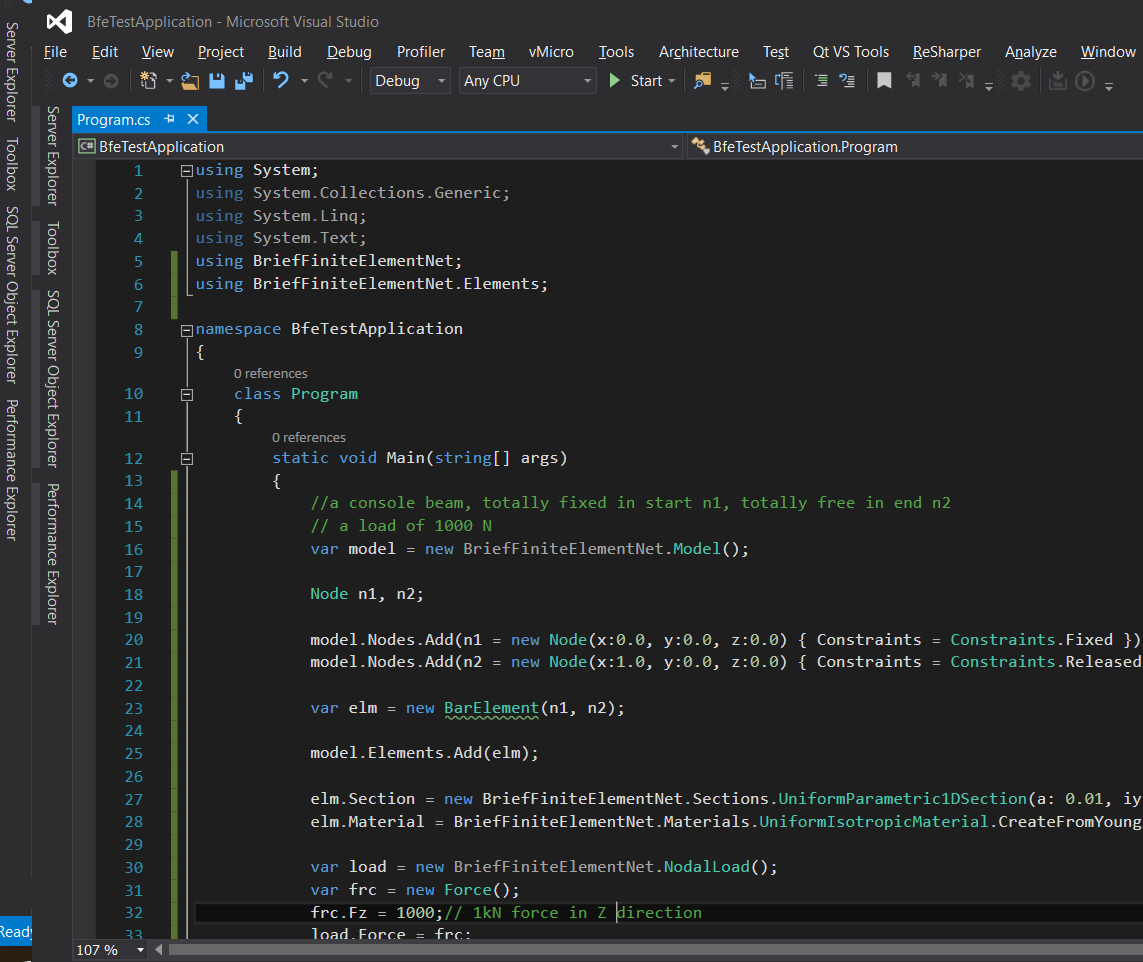 BfeTestApplication - Microsoft Visual Studio
File Edit View Project Build Debug Profiler Team vMicro Tools Architecture Test Qt VS Tools ReSharper Analyze Window
Debug Any CPU Start
Server Explorer Toolbox SQL Server Object Explorer Performance Explorer
Server Explorer Toolbox SQL Server Object Explorer Performance Explorer
Program.cs
C# BfeTestApplication BfeTestApplication.Program
1 using System;
2 using System.Collections.Generic;
3 using System.Linq;
4 using System.Text;
5 using BriefFiniteElementNet;
6 using BriefFiniteElementNet.Elements;
7
8 namespace BfeTestApplication
9 {
0 references
10 class Program
11 {
0 references
12 static void Main(string[] args)
13 {
14 //a console beam, totally fixed in start n1, totally free in end n2
15 // a load of 1000 N
16 var model = new BriefFiniteElementNet.Model();
17
18 Node n1, n2;
19
20 model.Nodes.Add(n1 = new Node(x:0.0, y:0.0, z:0.0) { Constraints = Constraints.Fixed })
21 model.Nodes.Add(n2 = new Node(x:1.0, y:0.0, z:0.0) { Constraints = Constraints.Released
22
23 var elm = new BarElement(n1, n2);
24
25 model.Elements.Add(elm);
26
27 elm.Section = new BriefFiniteElementNet.Sections.UniformParametric1DSection(a: 0.01, iy
28 elm.Material = BriefFiniteElementNet.Materials.UniformIsotropicMaterial.CreateFromYoung
29
30 var load = new BriefFiniteElementNet.NodalLoad();
31 var frc = new Force();
32 frc.Fz = 1000;// 1kN force in Z direction
33 load.Force = frc;
107 %
Ready